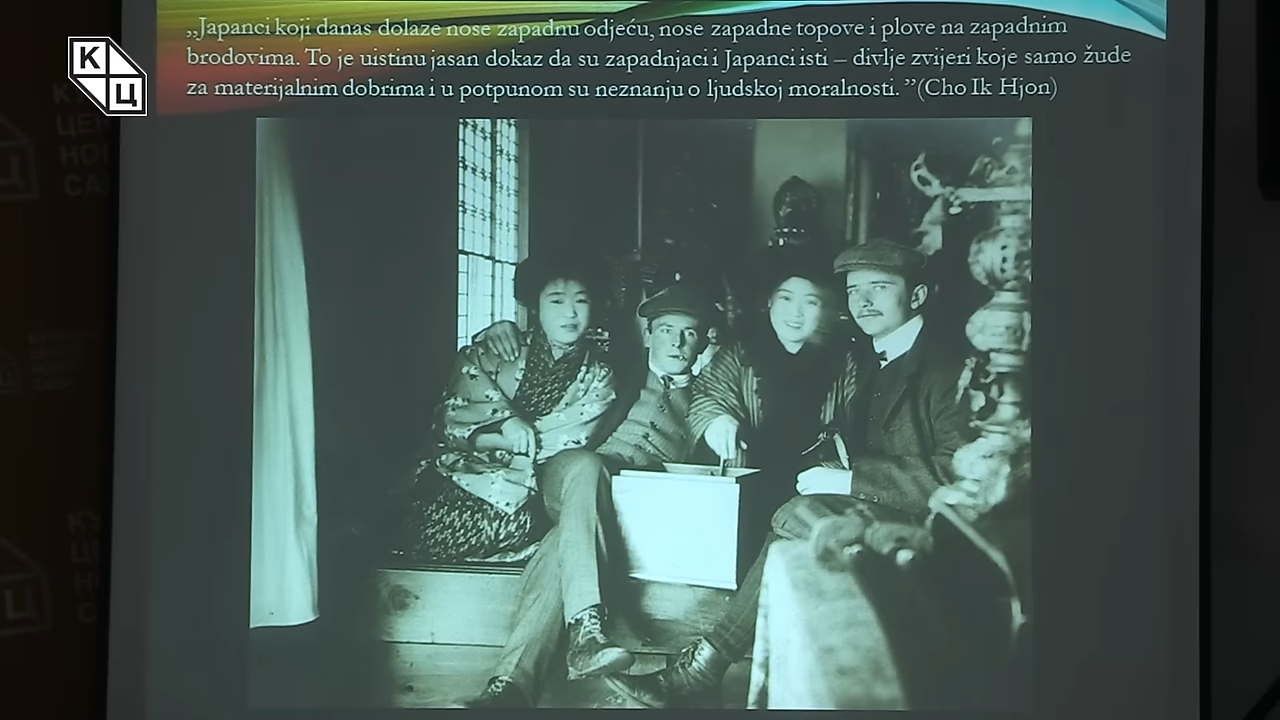 „Japanci koji danas dolaze nose zapadnu odjeću, nose zapadne topove i plove na zapadnim
brodovima. To je uistinu jasan dokaz da su zapadnjaci i Japanci isti – divlje zvijeri koje samo žude
za materijalnim dobrima i u potpunom su neznanju o ljudskoj moralnosti. ”(Cho Ik Hjon)
К
Ц